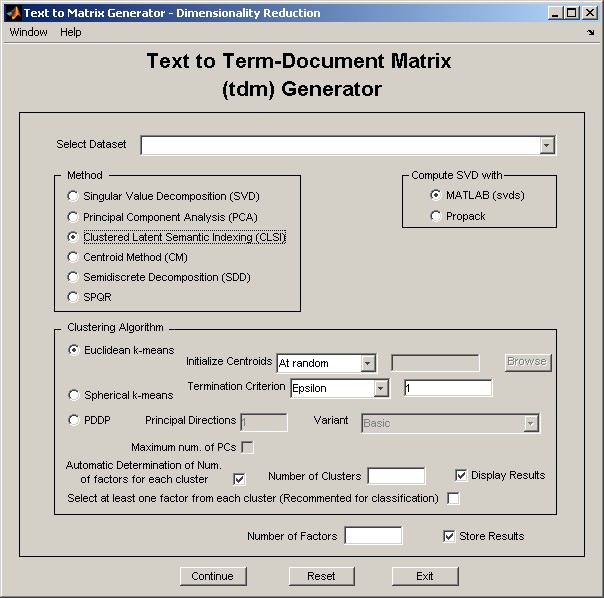 Text to Matrix Generator - Dimensionality Reduction
Window Help
Text to Term-Document Matrix
(tdm) Generator
Select Dataset
Method
Singular Value Decomposition (SVD)
Principal Component Analysis (PCA)
Clustered Latent Semantic Indexing (CLSI)
Centroid Method (CM)
Semidiscrete Decomposition (SDD)
SPQR
Compute SVD with
MATLAB (svds)
Propack
Clustering Algorithm
Euclidean k-means
Initialize Centroids At random Browse
Termination Criterion Epsilon 1
Spherical k-means
PDDP Principal Directions 1 Variant Basic
Maximum num. of PCs
Automatic Determination of Num.
of factors for each cluster
Number of Clusters
Display Results
Select at least one factor from each cluster (Recommented for classification)
Number of Factors
Store Results
Continue Reset Exit